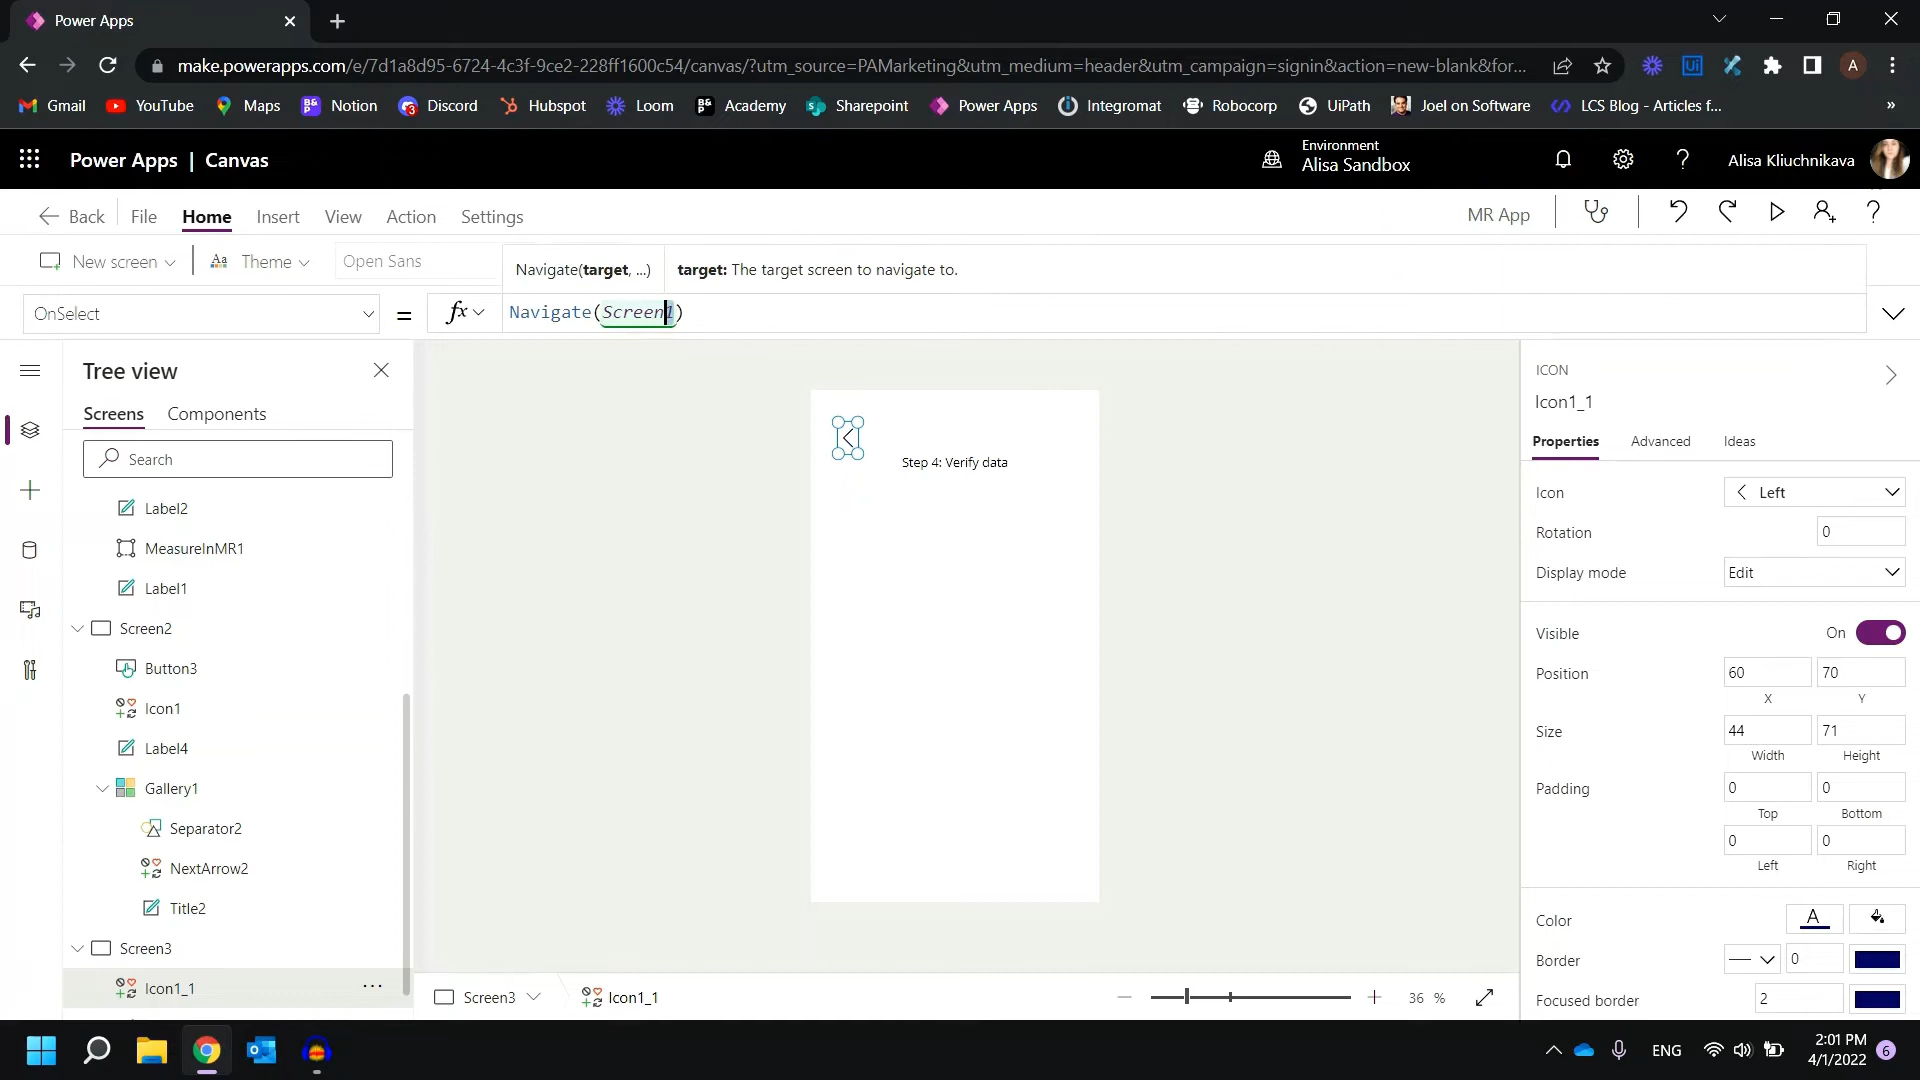 Power Apps
make.powerapps.com/e/7d1a8d95-6724-4c3f-9ce2-228ff1600c54/canvas/?utm_source=PAMarketing&utm_medium=header&utm_campaign=signin&action=new-blank&for...
A
Gmail YouTube Maps Notion Discord Hubspot Loom Academy Sharepoint Power Apps Integromat Robocorp UiPath Joel on Software LCS Blog - Articles f...
Power Apps | Canvas
Environment
Alisa Sandbox
Alisa Kliuchnikava
Back File Home Insert View Action Settings
MR App
New screen Theme Open Sans
Navigate(target, ...) target: The target screen to navigate to.
OnSelect = fx Navigate(Screen1)
Tree view
Screens Components
Search
Label2
MeasureInMR1
Label1
Screen2
Button3
Icon1
Label4
Gallery1
Separator2
NextArrow2
Title2
Screen3
Icon1_1
Step 4: Verify data
Screen3 Icon1_1
36 %
ICON
Icon1_1
Properties Advanced Ideas
Icon Left
Rotation 0
Display mode Edit
Visible On
Position 60 70
X Y
Size 44 71
Width Height
Padding 0 0
Top Bottom
0 0
Left Right
Color A
Border 0
Focused border 2
ENG
2:01 PM
4/1/2022
6